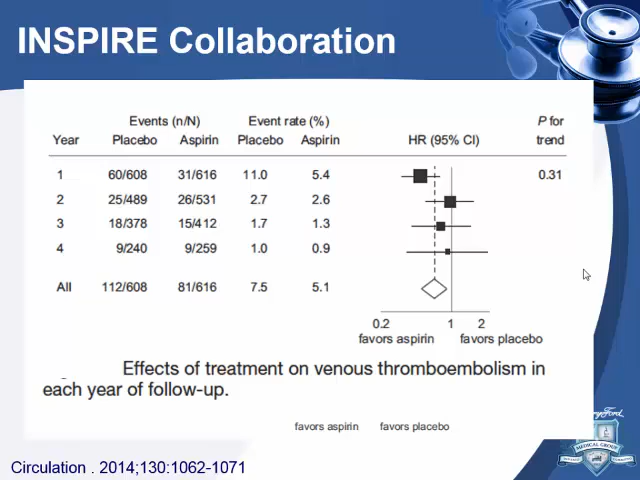 INSPIRE Collaboration
Events (n/N) Event rate (%) P for
Year Placebo Aspirin Placebo Aspirin HR (95% CI) trend
1 60/608 31/616 11.0 5.4 0.31
2 25/489 26/531 2.7 2.6
3 18/378 15/412 1.7 1.3
4 9/240 9/259 1.0 0.9
All 112/608 81/616 7.5 5.1
0.2 1 2
favors aspirin favors placebo
Effects of treatment on venous thromboembolism in
each year of follow-up.
favors aspirin favors placebo
Ford
MEDICAL GROUP
Circulation . 2014;130:1062-1071